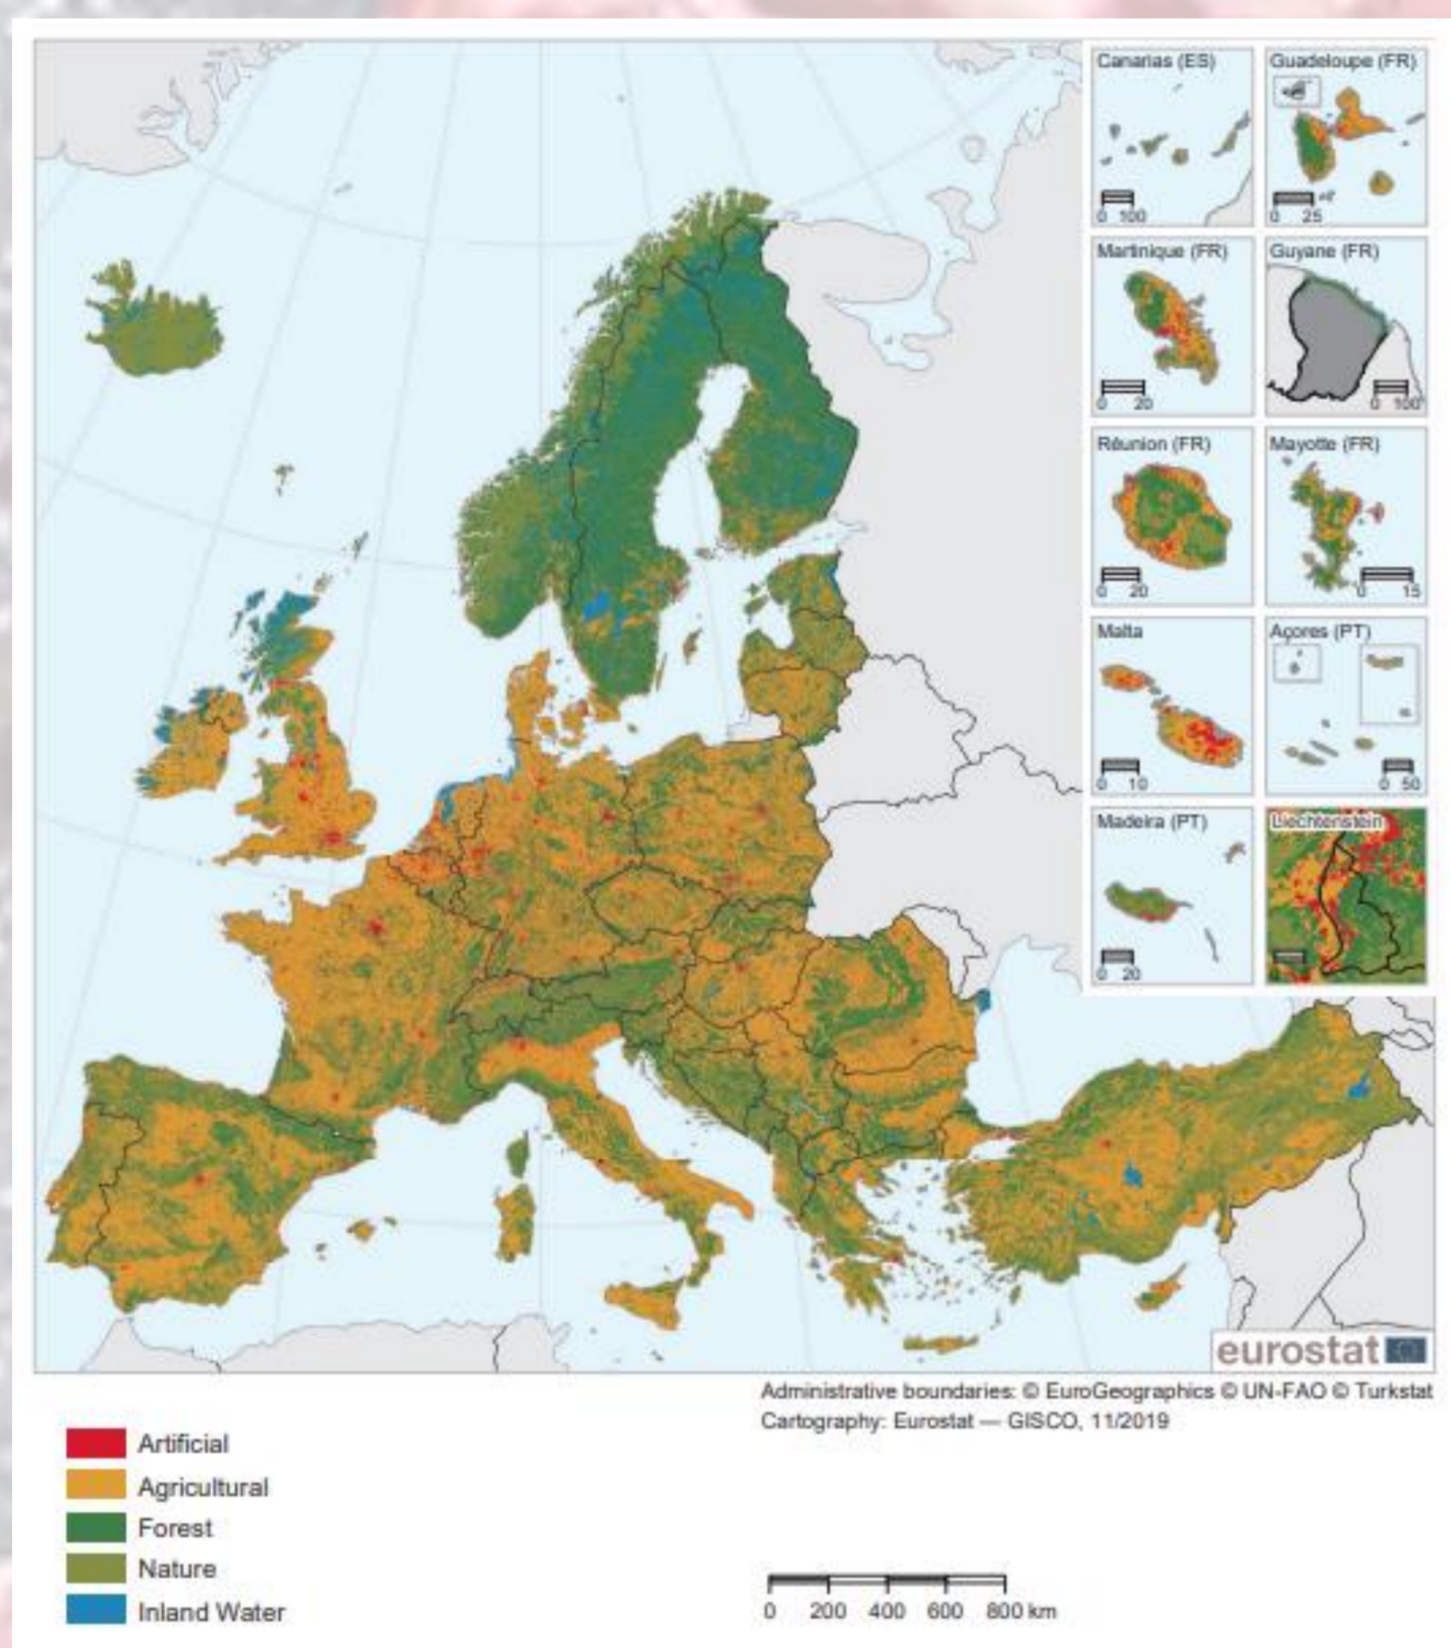 Canarias (ES)
0 100
Guadeloupe (FR)
0 25
Martinique (FR)
0 20
Guyane (FR)
0 100
Réunion (FR)
0 20
Mayotte (FR)
0 15
Malta
0 10
Açores (PT)
0 50
Madeira (PT)
0 20
Liechtenstein
eurostat
Administrative boundaries: © EuroGeographics © UN-FAO © Turkstat
Cartography: Eurostat — GISCO, 11/2019
Artificial
Agricultural
Forest
Nature
Inland Water
0 200 400 600 800 km